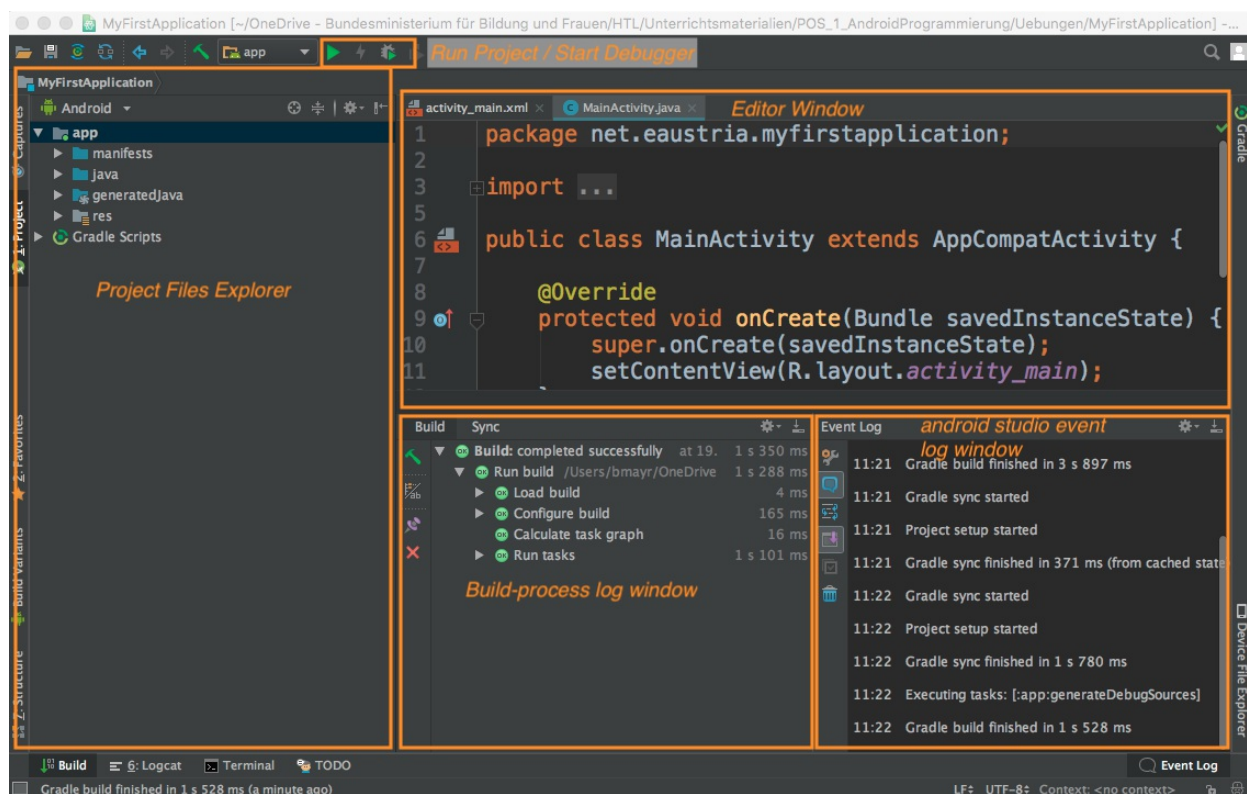 MyFirstApplication [~/OneDrive - Bundesministerium für Bildung und Frauen/HTL/Unterrichtsmaterialien/POS_1_AndroidProgrammierung/Uebungen/MyFirstApplication] -...
app
Run Project / Start Debugger
MyFirstApplication
Android
app
manifests
java
generatedJava
res
Gradle Scripts
Project Files Explorer
Captures
1: Project
2: Favorites
Build Variants
7: Structure
activity_main.xml
MainActivity.java
Editor Window
1 package net.eaustria.myfirstapplication;
2
3 import ...
5
6 public class MainActivity extends AppCompatActivity {
7
8 @Override
9 protected void onCreate(Bundle savedInstanceState) {
10 super.onCreate(savedInstanceState);
11 setContentView(R.layout.activity_main);
Build Sync
Build: completed successfully at 19. 1 s 350 ms
Run build /Users/bmayr/OneDrive 1 s 288 ms
Load build 4 ms
Configure build 165 ms
Calculate task graph 16 ms
Run tasks 1 s 101 ms
Build-process log window
Event Log
android studio event
log window
11:21 Gradle build finished in 3 s 897 ms
11:21 Gradle sync started
11:21 Project setup started
11:21 Gradle sync finished in 371 ms (from cached state
11:22 Gradle sync started
11:22 Project setup started
11:22 Gradle sync finished in 1 s 780 ms
11:22 Executing tasks: [:app:generateDebugSources]
11:22 Gradle build finished in 1 s 528 ms
Gradle
Device File Explorer
Build
6: Logcat
Terminal
TODO
Event Log
Gradle build finished in 1 s 528 ms (a minute ago)
LF UTF-8 Context: <no context>